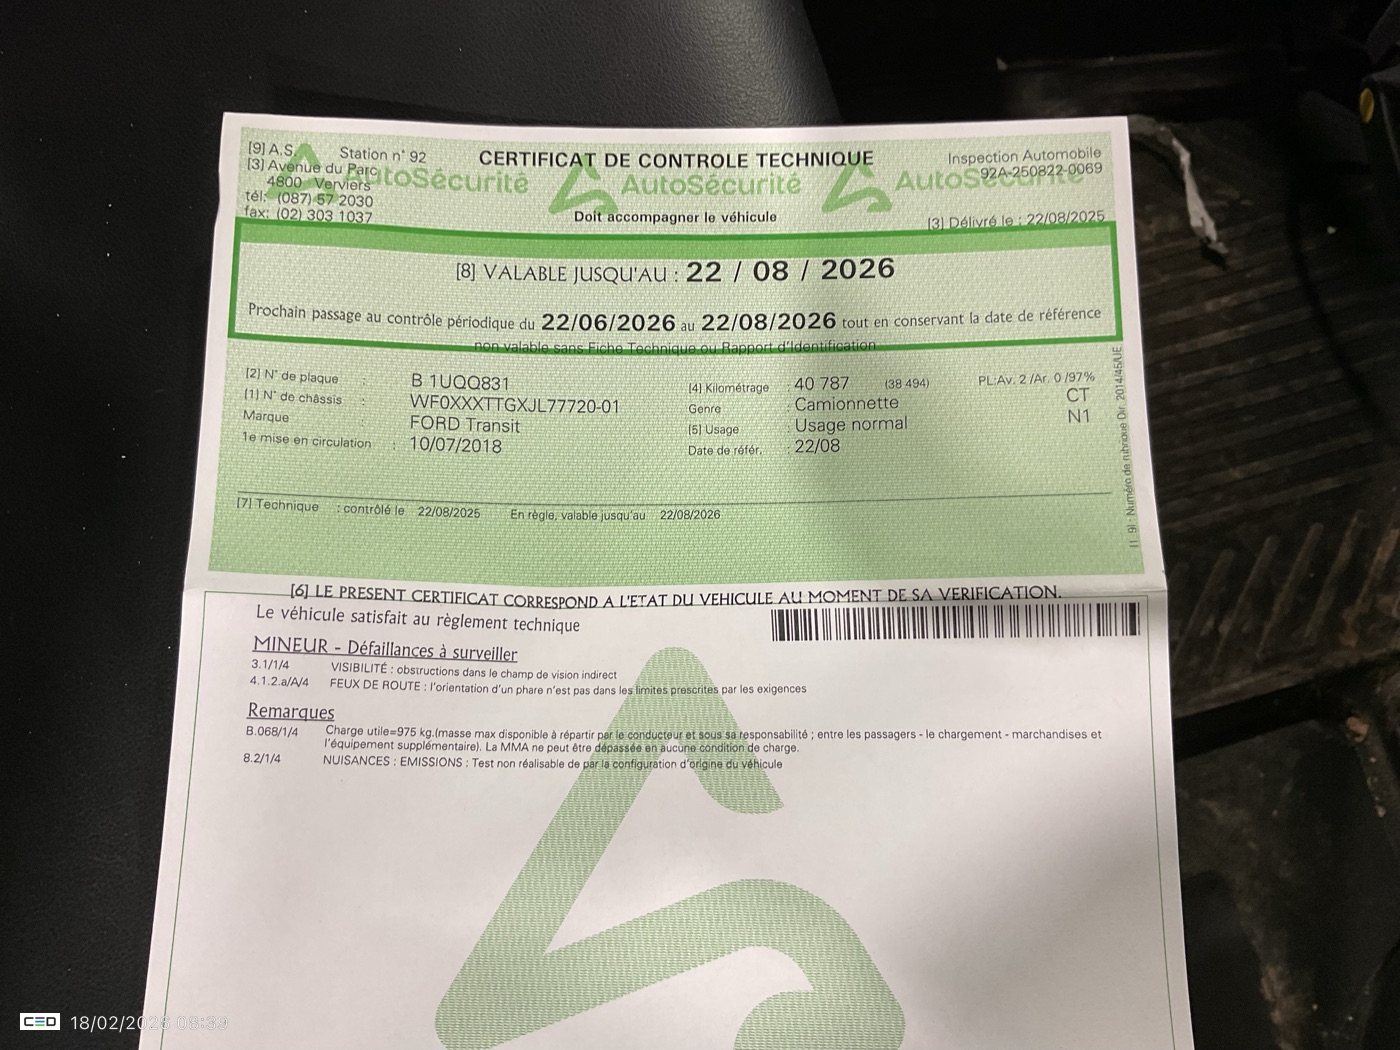 [9] A.S. Station n° 92 CERTIFICAT DE CONTROLE TECHNIQUE Inspection Automobile
[3] Avenue du Parc 92A-250822-0069
4800 Verviers AutoSécurité AutoSécurité AutoSécurité
tél: (087) 57 2030
fax: (02) 303 1037 Doit accompagner le véhicule [3] Délivré le : 22/08/2025
[8] VALABLE JUSQU'AU : 22 / 08 / 2026
Prochain passage au contrôle périodique du 22/06/2026 au 22/08/2026 tout en conservant la date de référence
non valable sans Fiche Technique ou Rapport d'Identification
[2] N° de plaque B 1UQQ831 [4] Kilométrage : 40 787 (38 494) PL:Av. 2 /Ar. 0 /97%
[1] N° de châssis : WF0XXXTTGXJL77720-01 Genre : Camionnette CT
Marque : FORD Transit [5] Usage : Usage normal N1
1e mise en circulation : 10/07/2018 Date de référ. : 22/08
[7] Technique : contrôlé le 22/08/2025 En règle, valable jusqu'au 22/08/2026
Numéro de rubrique Dir. 2014/45/UE
[6] LE PRESENT CERTIFICAT CORRESPOND A L'ETAT DU VEHICULE AU MOMENT DE SA VERIFICATION.
Le véhicule satisfait au règlement technique
MINEUR - Défaillances à surveiller
3.1/1/4 VISIBILITÉ : obstructions dans le champ de vision indirect
4.1.2.a/A/4 FEUX DE ROUTE : l'orientation d'un phare n'est pas dans les limites prescrites par les exigences
Remarques
B.068/1/4 Charge utile=975 kg.(masse max disponible à répartir par le conducteur et sous sa responsabilité ; entre les passagers - le chargement - marchandises et
l'équipement supplémentaire). La MMA ne peut être dépassée en aucune condition de charge.
8.2/1/4 NUISANCES : EMISSIONS : Test non réalisable de par la configuration d'origine du véhicule
CED 18/02/2026 06:39